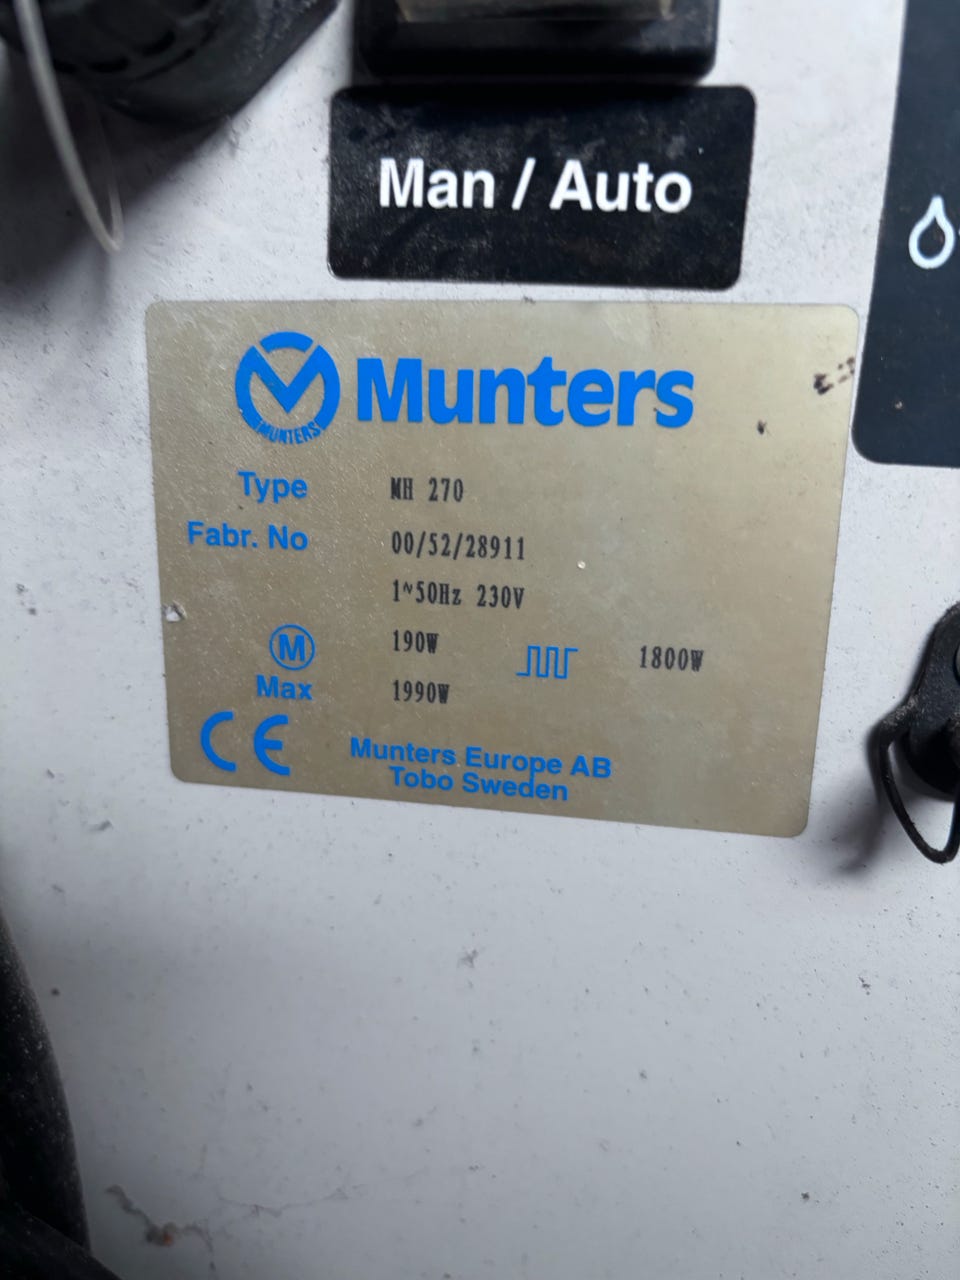 Man / Auto
MUNTERS
Munters
Type MH 270
Fabr. No 00/52/28911
1~50Hz 230V
M 190W 1800W
Max 1990W
CE
Munters Europe AB
Tobo Sweden